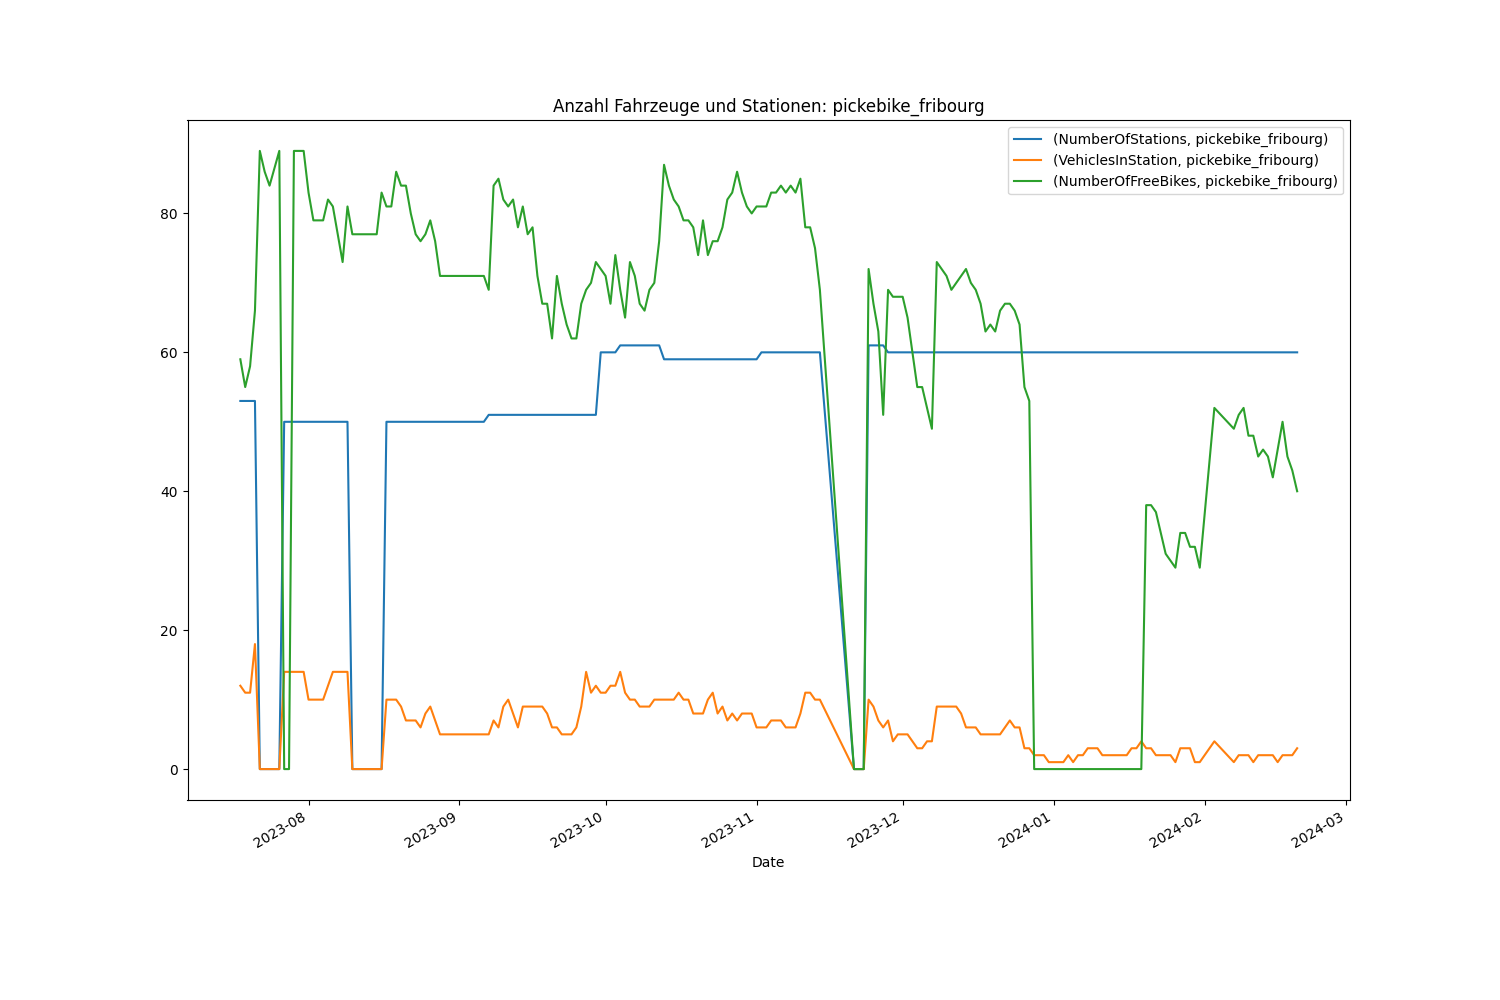 Anzahl Fahrzeuge und Stationen: pickebike_fribourg
(NumberOfStations, pickebike_fribourg)
(VehiclesInStation, pickebike_fribourg)
(NumberOfFreeBikes, pickebike_fribourg)
80
60
40
20
0
2023-08
2023-09
2023-10
2023-11
2023-12
2024-01
2024-02
2024-03
Date